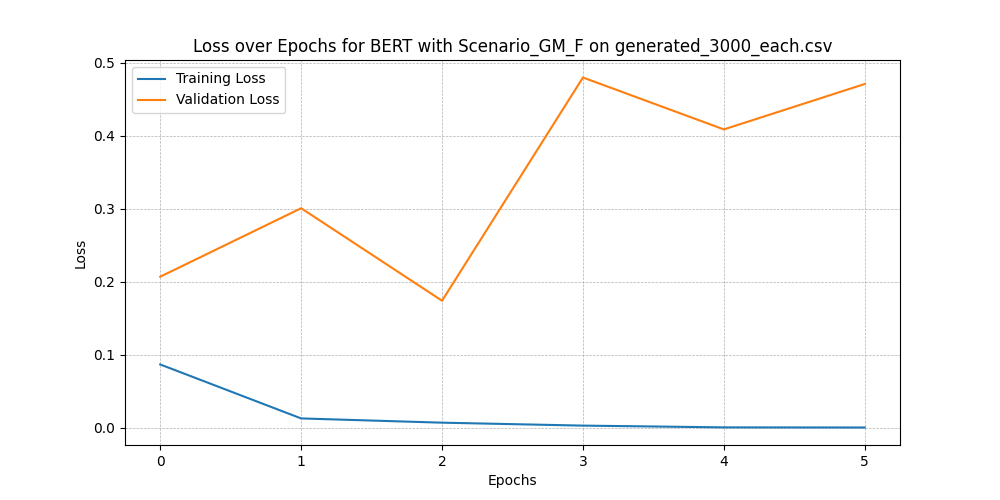 Loss over Epochs for BERT with Scenario_GM_F on generated_3000_each.csv
Training Loss
Validation Loss
0.5
0.4
0.3
0.2
0.1
0.0
Loss
0 1 2 3 4 5
Epochs